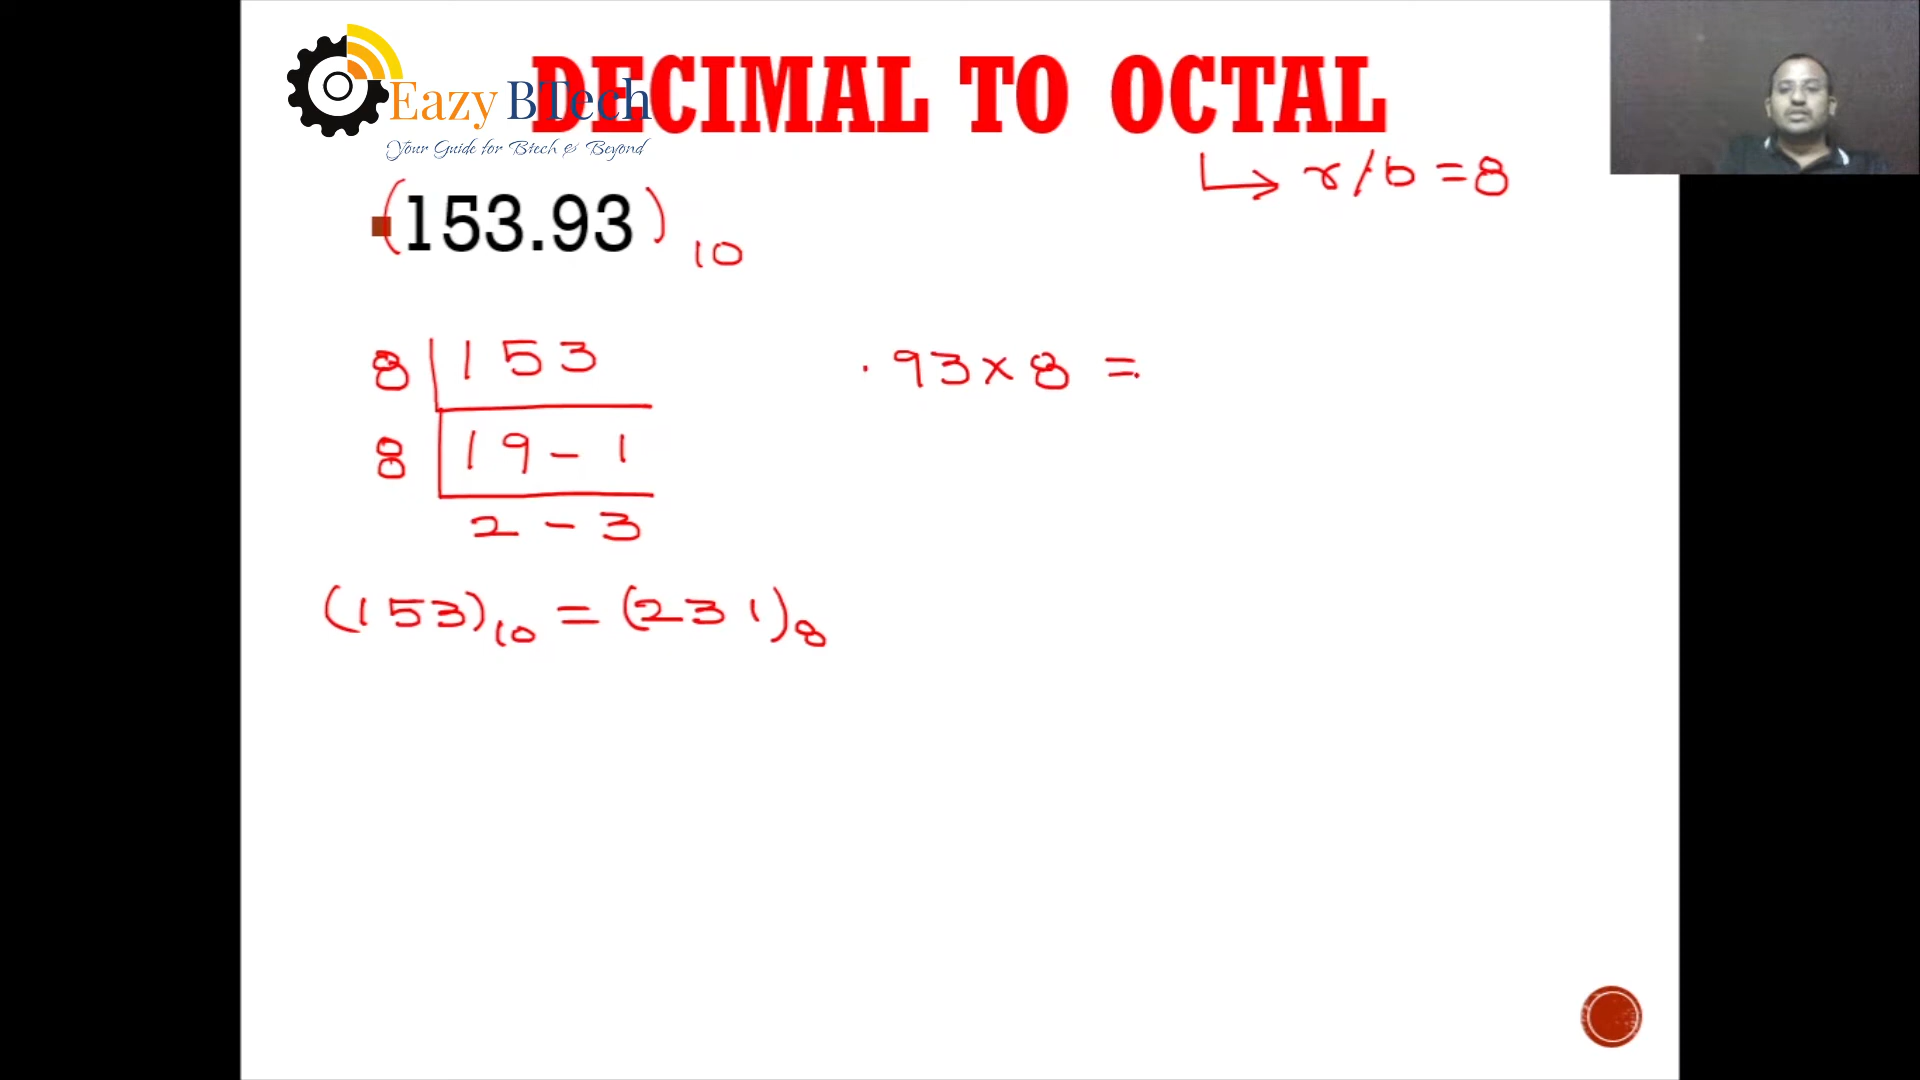 Eazy BTech
Your Guide for Btech & Beyond
DECIMAL TO OCTAL
r/b = 8
(153.93)10
8 153
8 19 - 1
2 - 3
(153)10 = (231)8
.93 × 8 =